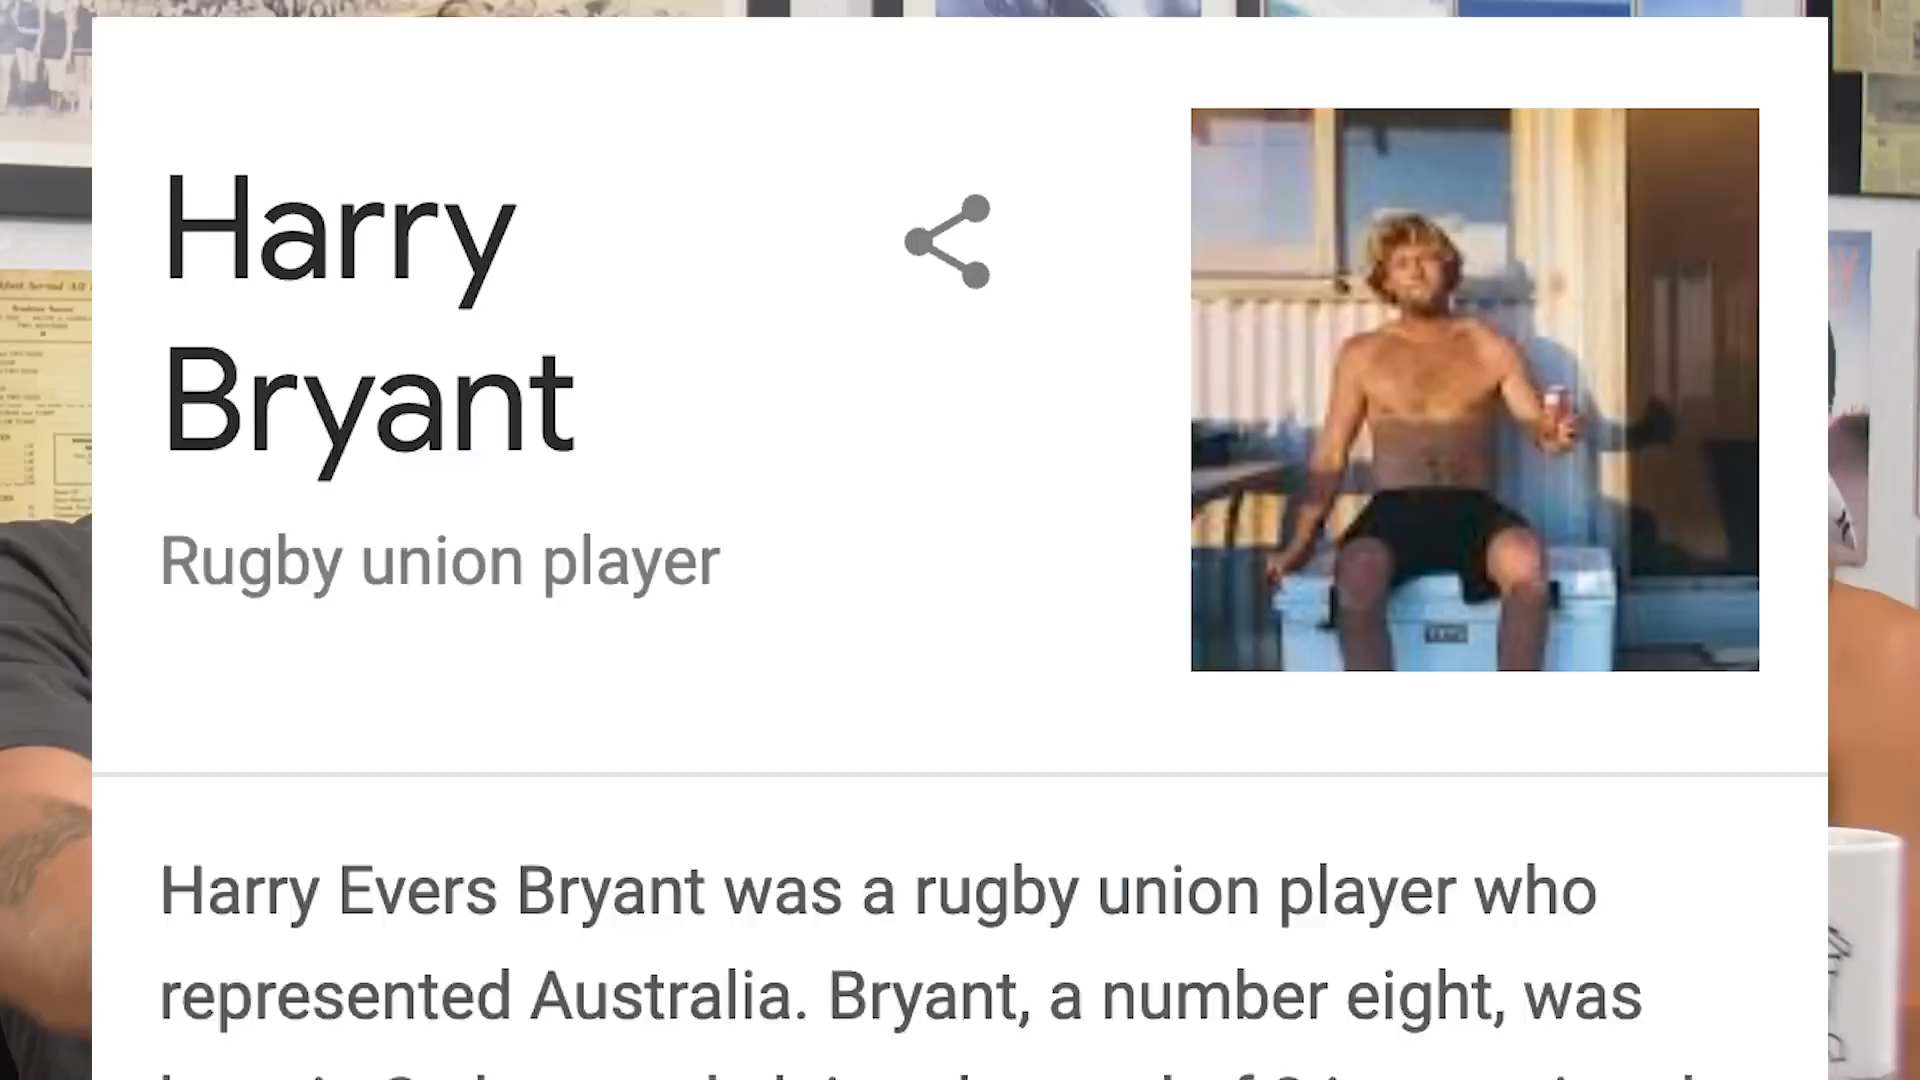 Harry
Bryant
Rugby union player
Harry Evers Bryant was a rugby union player who
represented Australia. Bryant, a number eight, was